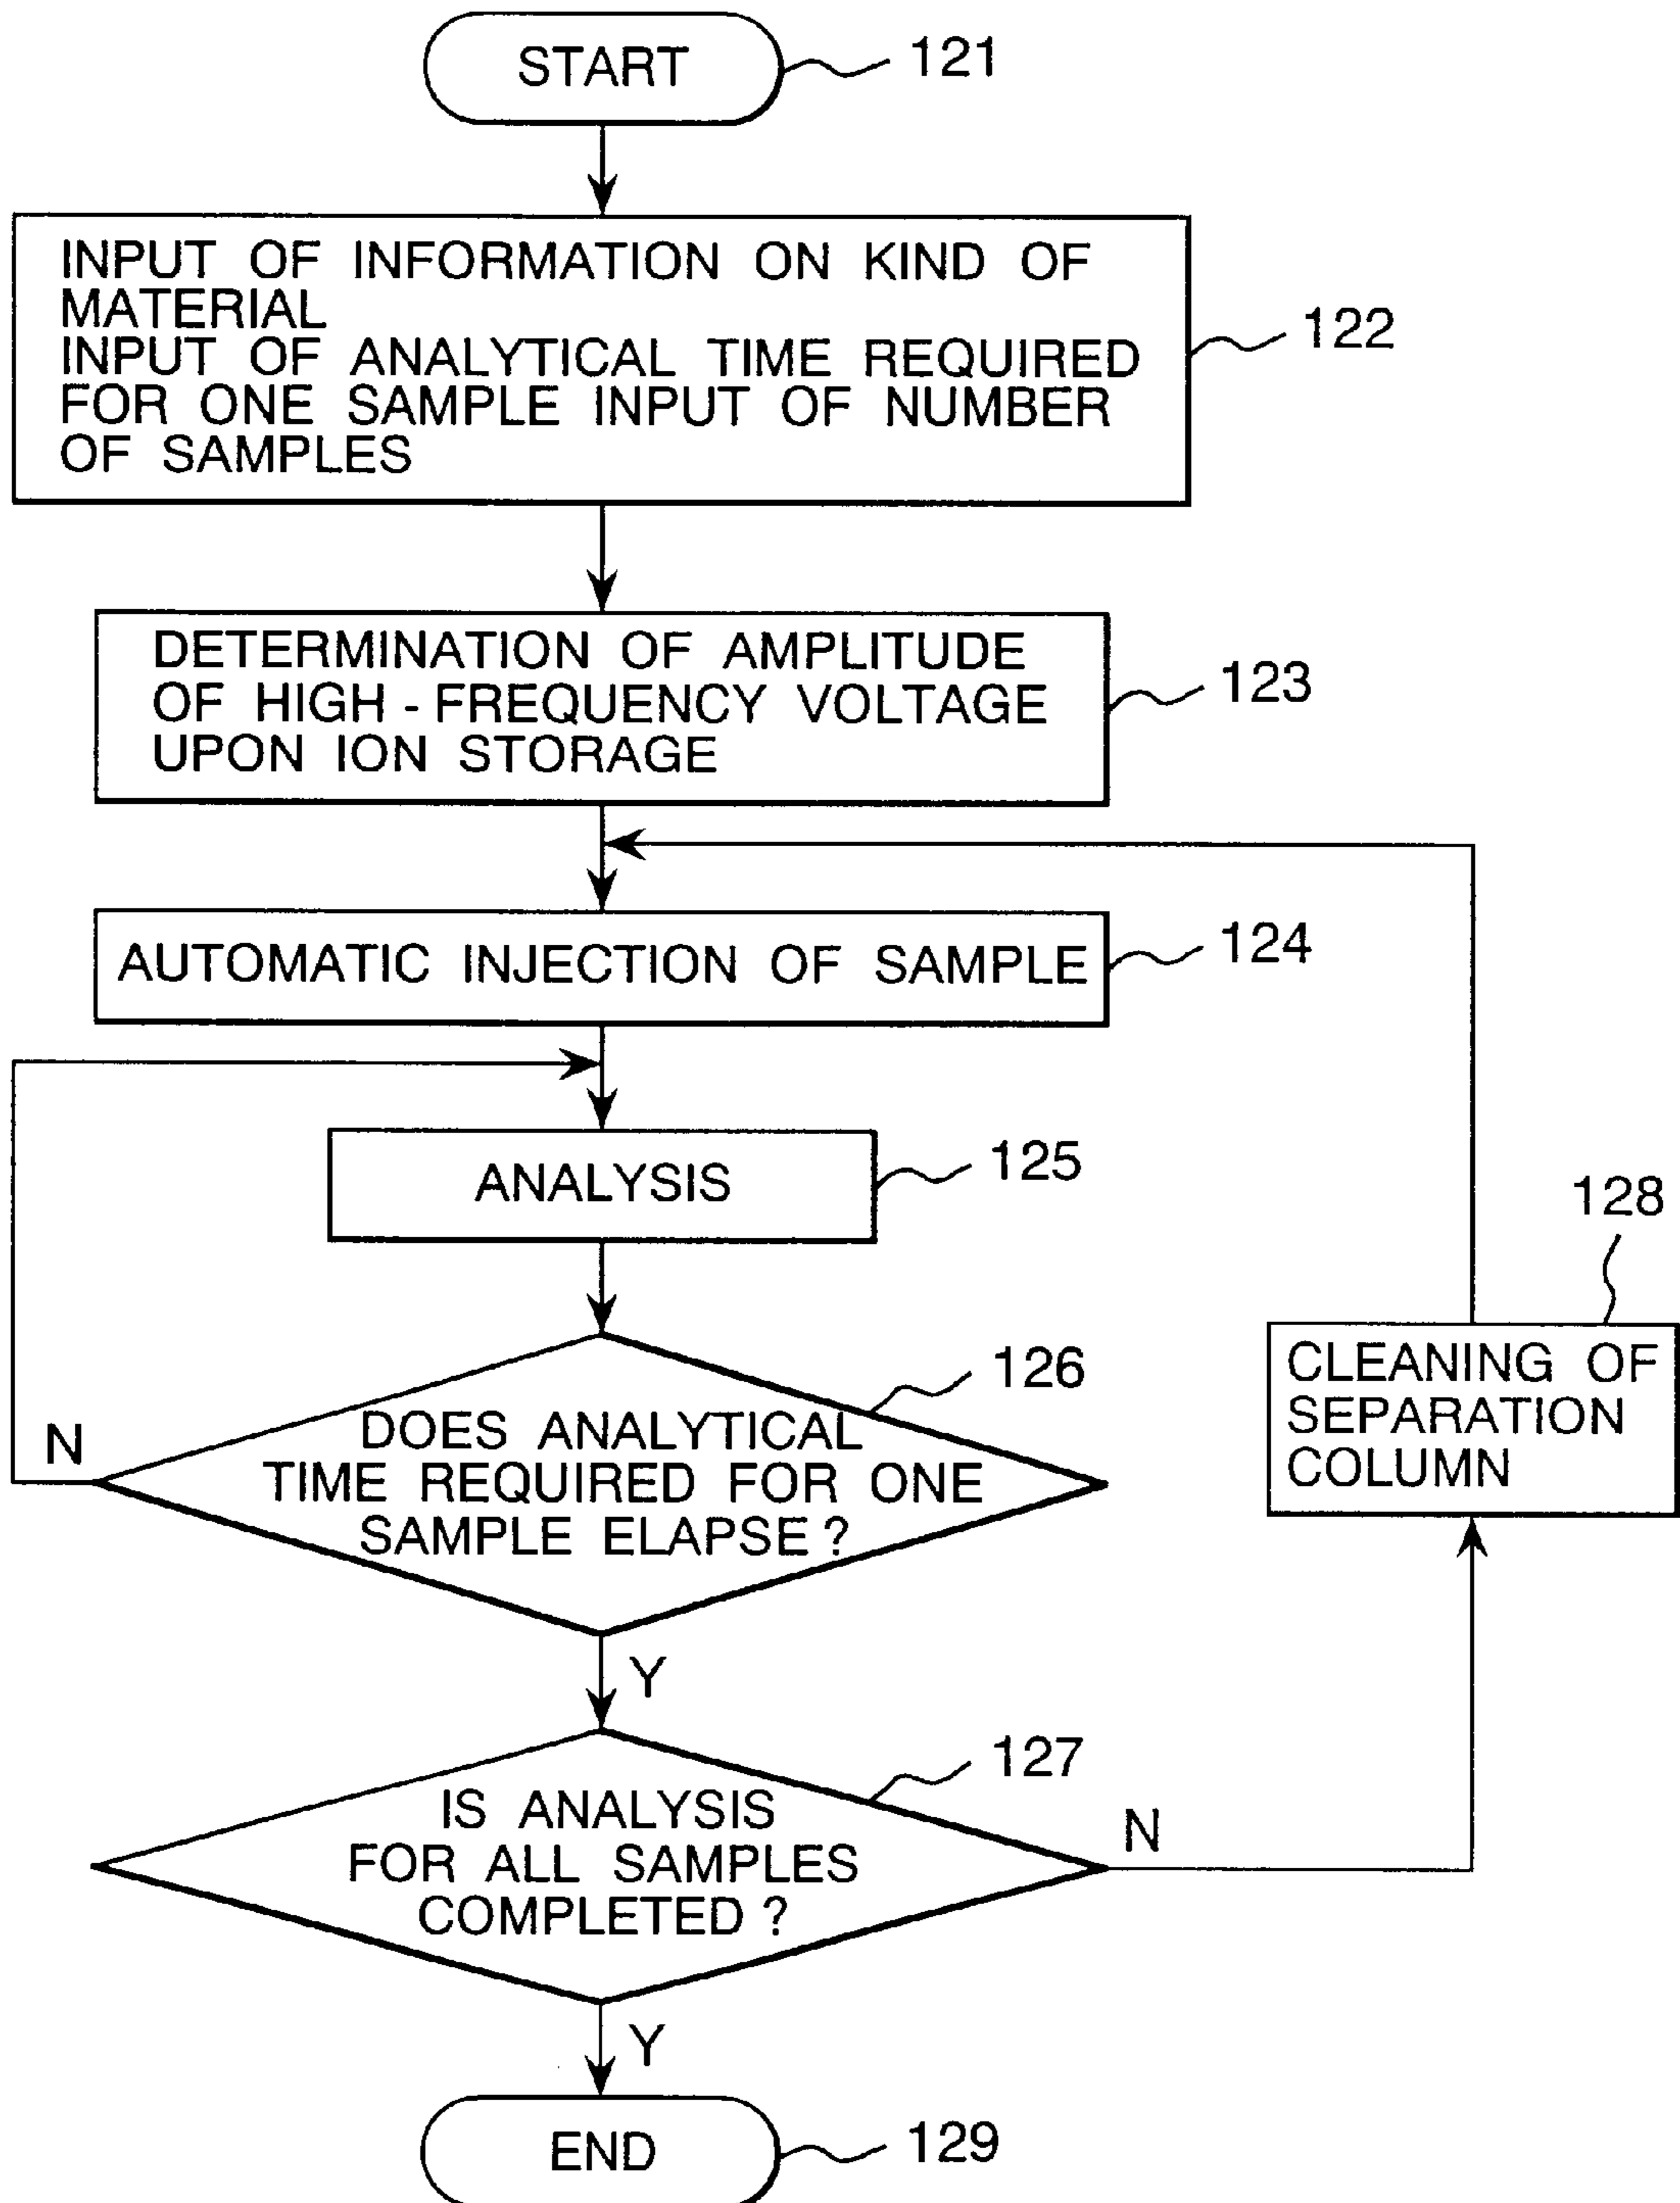 START
121
INPUT OF INFORMATION ON KIND OF
MATERIAL
INPUT OF ANALYTICAL TIME REQUIRED
FOR ONE SAMPLE INPUT OF NUMBER
OF SAMPLES
122
DETERMINATION OF AMPLITUDE
OF HIGH - FREQUENCY VOLTAGE
UPON ION STORAGE
123
AUTOMATIC INJECTION OF SAMPLE
124
ANALYSIS
125
DOES ANALYTICAL
TIME REQUIRED FOR ONE
SAMPLE ELAPSE ?
126
N
Y
IS ANALYSIS
FOR ALL SAMPLES
COMPLETED ?
127
N
128
CLEANING OF
SEPARATION
COLUMN
Y
END
129